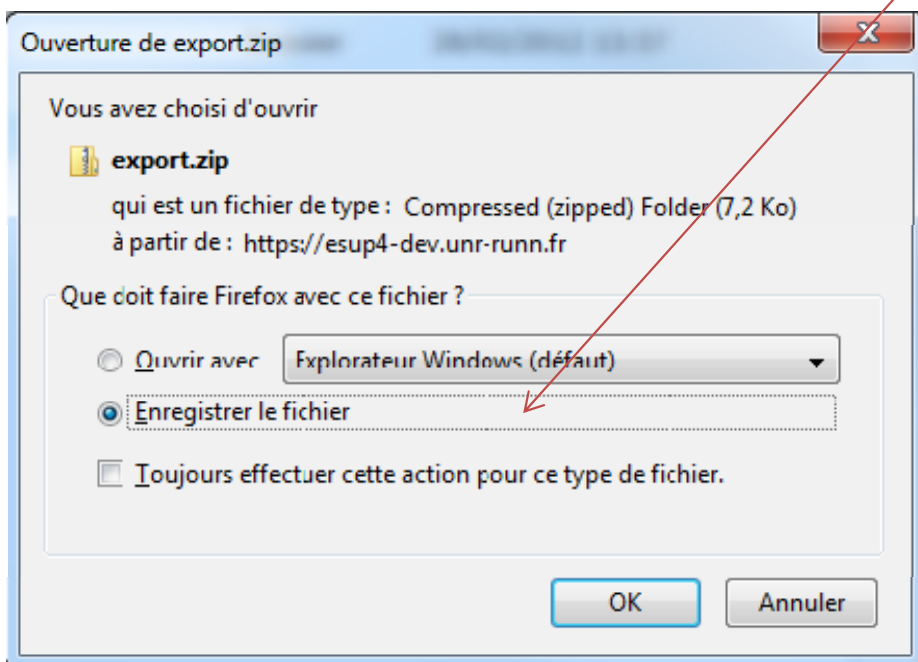 Ouverture de export.zip
Vous avez choisi d'ouvrir
export.zip
qui est un fichier de type : Compressed (zipped) Folder (7,2 Ko)
à partir de : https://esup4-dev.unr-runn.fr
Que doit faire Firefox avec ce fichier ?
Ouvrir avec Explorateur Windows (défaut)
Enregistrer le fichier
Toujours effectuer cette action pour ce type de fichier.
OK Annuler